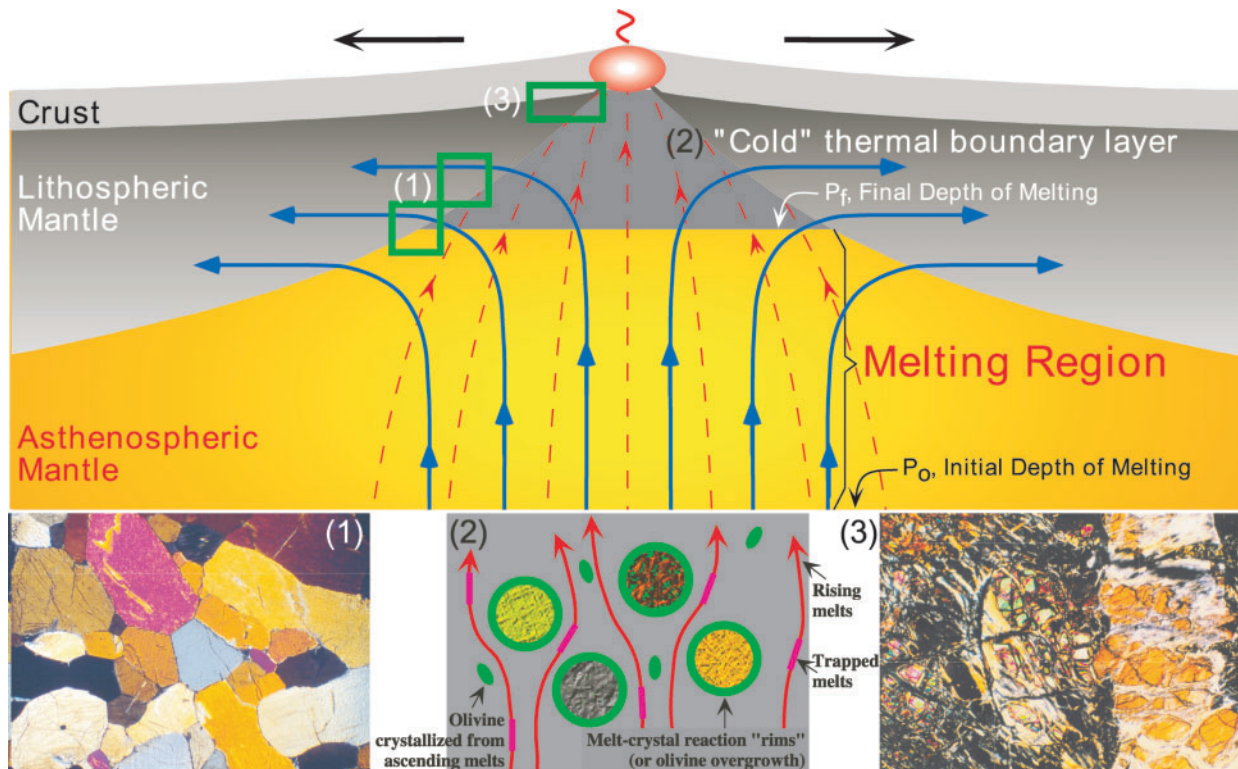 Crust
(3)
(2) "Cold" thermal boundary layer
Lithospheric
Mantle
(1)
Pf, Final Depth of Melting
Melting Region
Asthenospheric
Mantle
Po, Initial Depth of Melting
(1)
(2)
Rising
melts
Trapped
melts
Olivine
crystallized from
ascending melts
Melt-crystal reaction "rims"
(or olivine overgrowth)
(3)